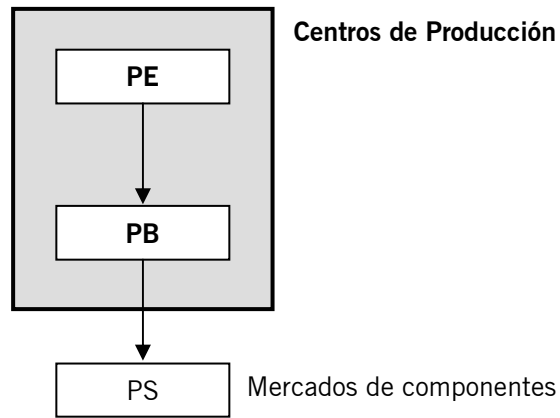 Centros de Producción
PE
PB
PS
Mercados de componentes